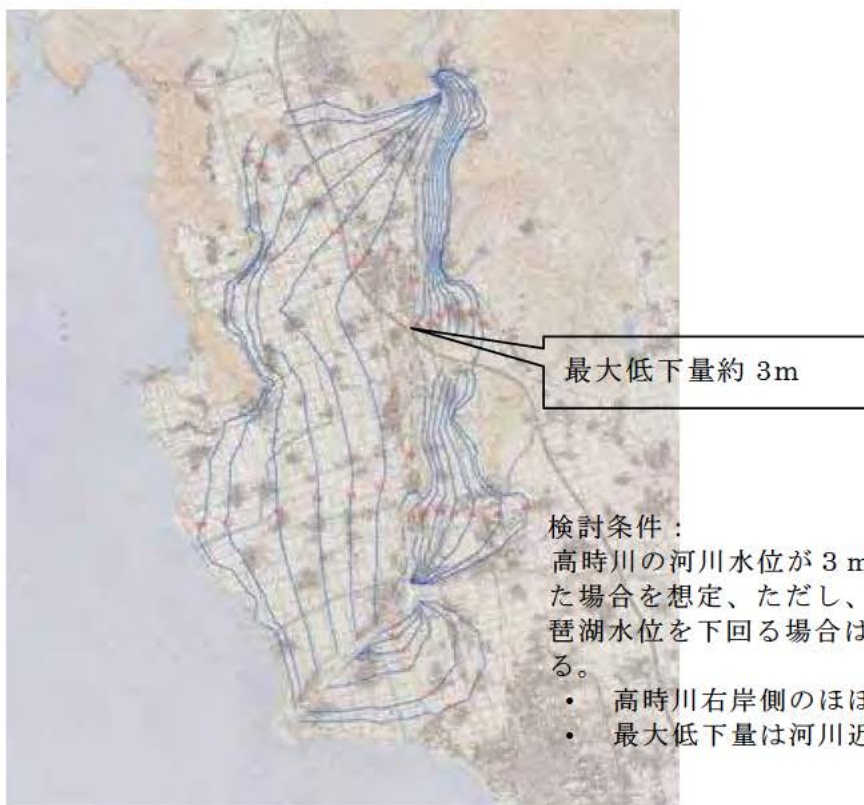 最大低下量約 3m
検討条件：
高時川の河川水位が 3 m
た場合を想定、ただし、
琶湖水位を下回る場合は
る。
• 高時川右岸側のほぼ
• 最大低下量は河川近